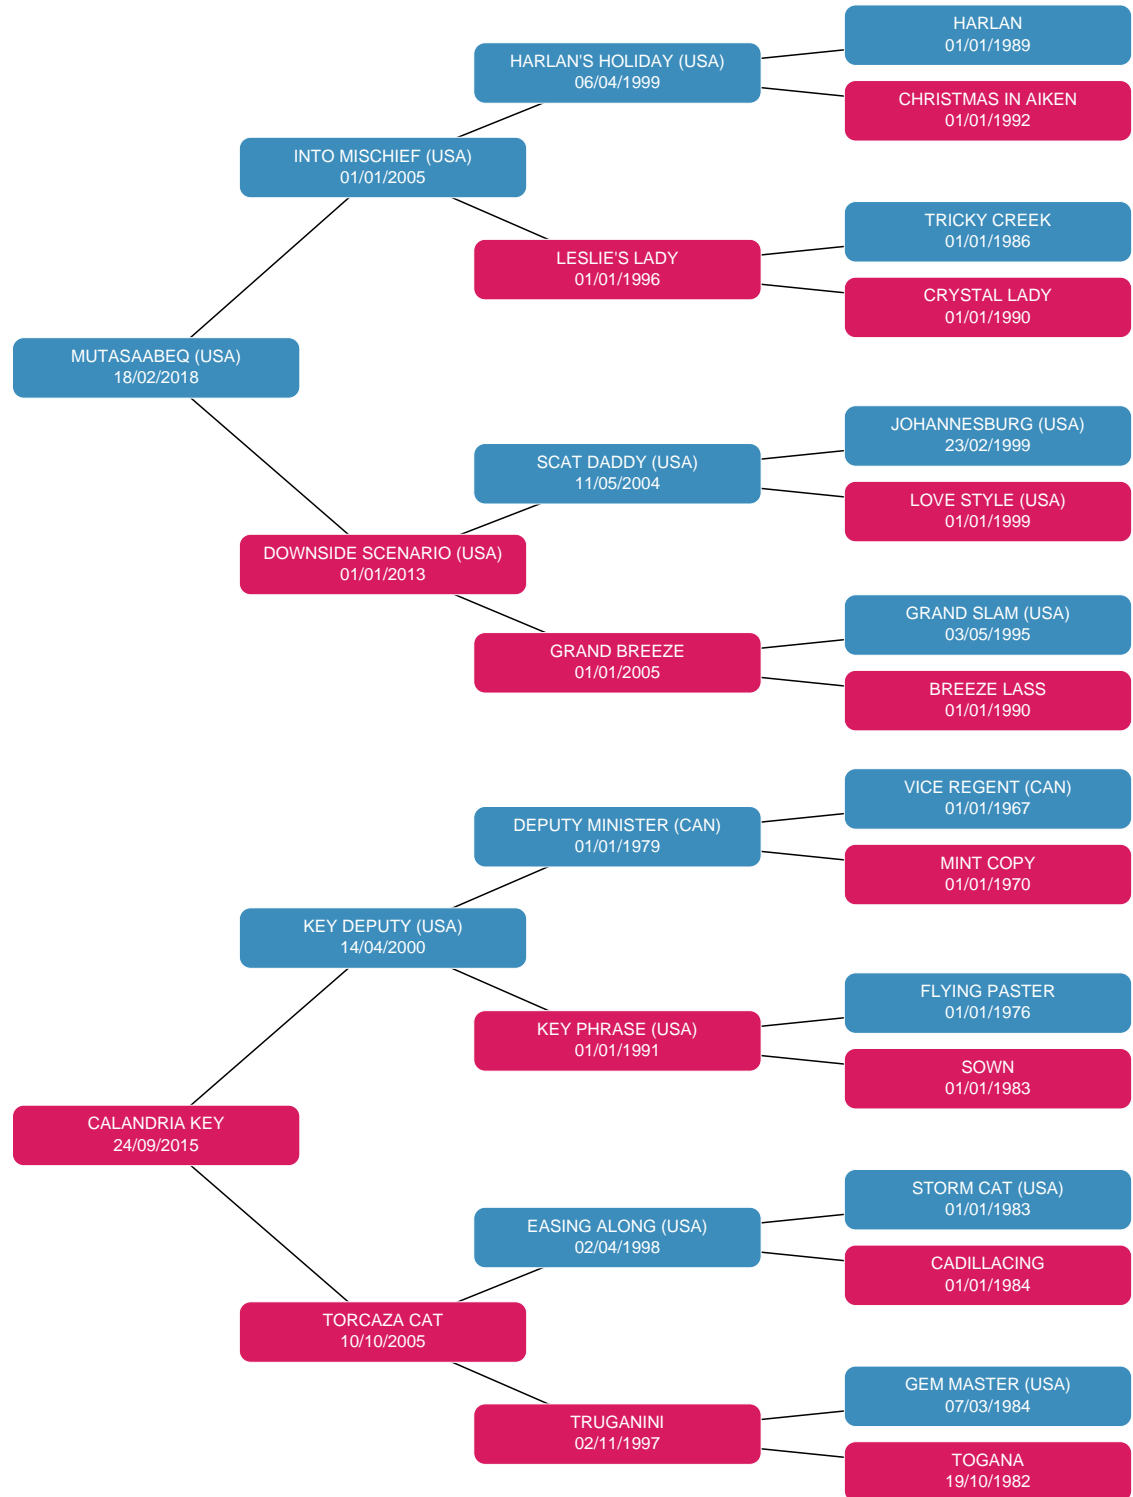 HARLAN
01/01/1989
HARLAN'S HOLIDAY (USA)
06/04/1999
CHRISTMAS IN AIKEN
01/01/1992
INTO MISCHIEF (USA)
01/01/2005
TRICKY CREEK
01/01/1986
LESLIE'S LADY
01/01/1996
CRYSTAL LADY
01/01/1990
MUTASAABEQ (USA)
18/02/2018
JOHANNESBURG (USA)
23/02/1999
SCAT DADDY (USA)
11/05/2004
LOVE STYLE (USA)
01/01/1999
DOWNSIDE SCENARIO (USA)
01/01/2013
GRAND SLAM (USA)
03/05/1995
GRAND BREEZE
01/01/2005
BREEZE LASS
01/01/1990
VICE REGENT (CAN)
01/01/1967
DEPUTY MINISTER (CAN)
01/01/1979
MINT COPY
01/01/1970
KEY DEPUTY (USA)
14/04/2000
FLYING PASTER
01/01/1976
KEY PHRASE (USA)
01/01/1991
SOWN
01/01/1983
CALANDRIA KEY
24/09/2015
STORM CAT (USA)
01/01/1983
EASING ALONG (USA)
02/04/1998
CADILLACING
01/01/1984
TORCAZA CAT
10/10/2005
GEM MASTER (USA)
07/03/1984
TRUGANINI
02/11/1997
TOGANA
19/10/1982